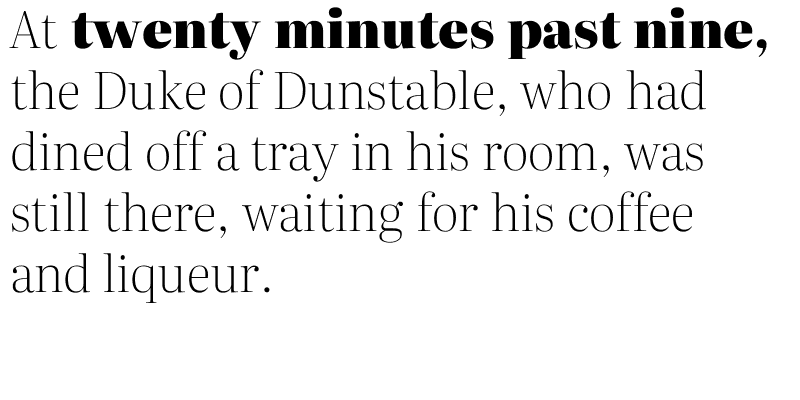 At twenty minutes past nine,
the Duke of Dunstable, who had
dined off a tray in his room, was
still there, waiting for his coffee
and liqueur.